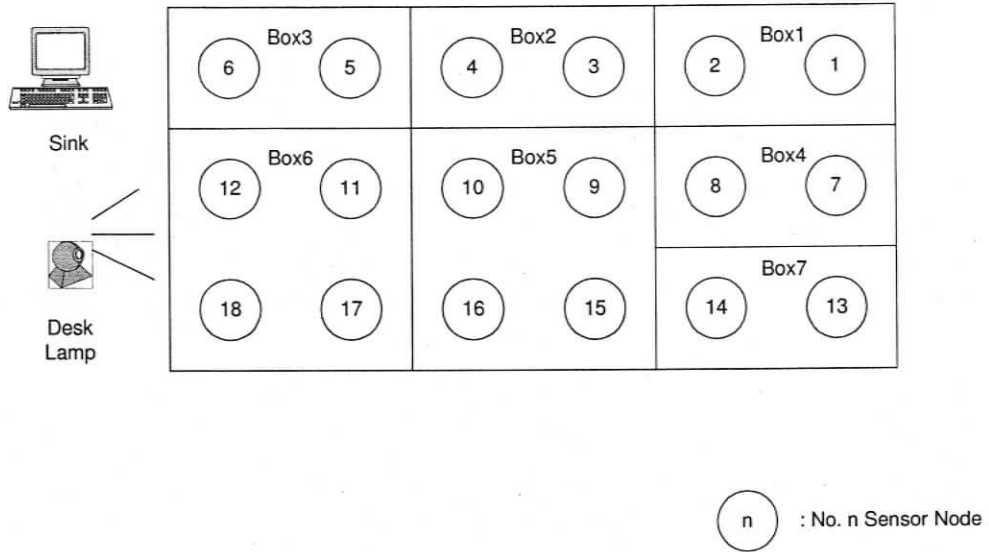 Box3 Box2 Box1
6 5 4 3 2 1
Sink
Box6 Box5 Box4
12 11 10 9 8 7
Box7
18 17 16 15 14 13
Desk
Lamp
n : No. n Sensor Node